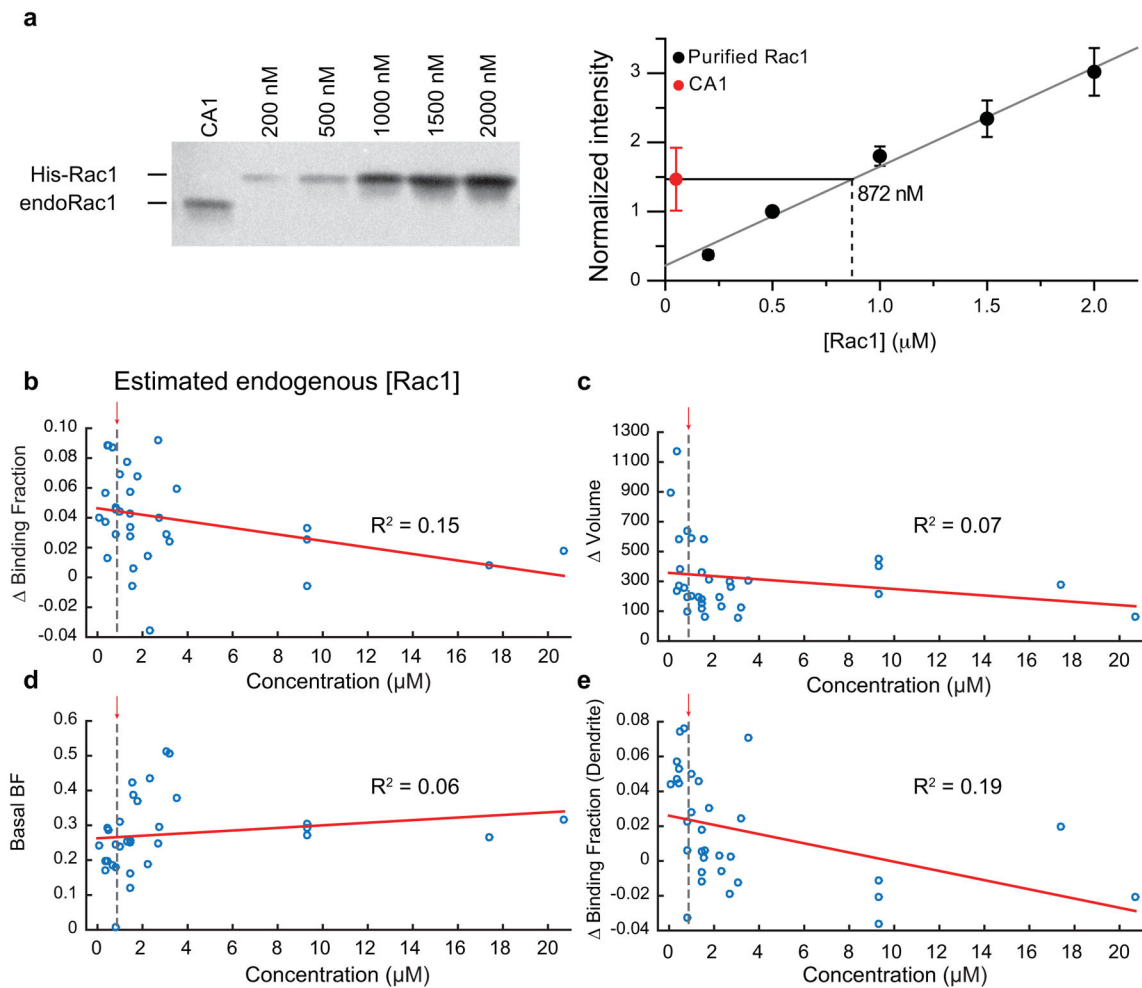 a
CA1
200 nM
500 nM
1000 nM
1500 nM
2000 nM
His-Rac1
endoRac1
Normalized intensity
3
2
1
0
Purified Rac1
CA1
872 nM
0 0.5 1.0 1.5 2.0
[Rac1] (µM)
b Estimated endogenous [Rac1]
Δ Binding Fraction
0.10
0.08
0.06
0.04
0.02
0
-0.02
-0.04
R² = 0.15
0 2 4 6 8 10 12 14 16 18 20
Concentration (µM)
c
Δ Volume
1300
1100
900
700
500
300
100
0
R² = 0.07
0 2 4 6 8 10 12 14 16 18 20
Concentration (µM)
d
Basal BF
0.6
0.5
0.4
0.3
0.2
0.1
0
R² = 0.06
0 2 4 6 8 10 12 14 16 18 20
Concentration (µM)
e
Δ Binding Fraction (Dendrite)
0.08
0.06
0.04
0.02
0
-0.02
-0.04
R² = 0.19
0 2 4 6 8 10 12 14 16 18 20
Concentration (µM)